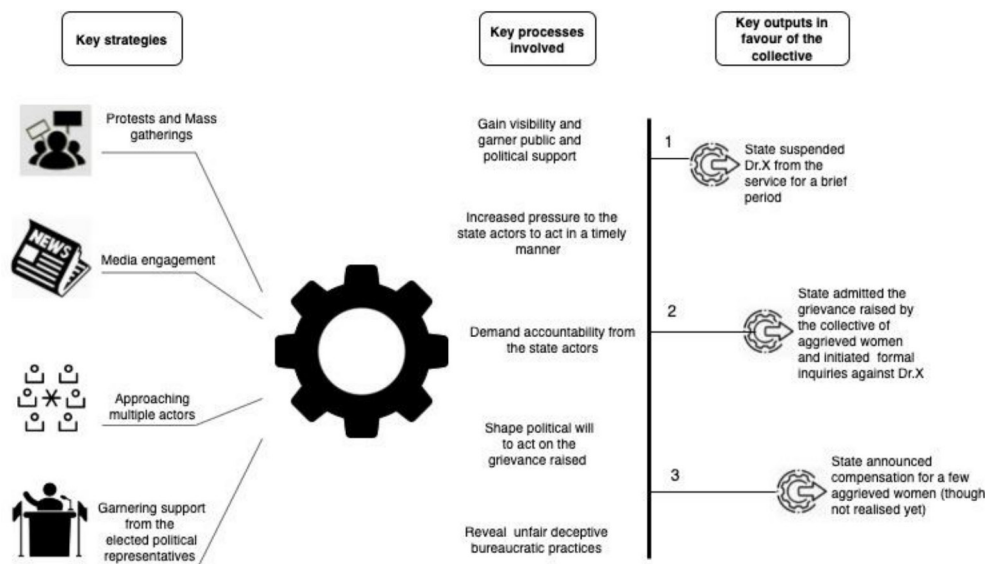 Key strategies
Key processes
involved
Key outputs in
favour of the
collective
Protests and Mass
gatherings
NEWS
Media engagement
Approaching
multiple actors
Garnering support
from the
elected political
representatives
Gain visibility and
garner public and
political support
Increased pressure to the
state actors to act in a timely
manner
Demand accountability from
the state actors
Shape political will
to act on the
grievance raised
Reveal unfair deceptive
bureaucratic practices
1
State suspended
Dr.X from the
service for a brief
period
2
State admitted the
grievance raised by
the collective of
aggrieved women
and initiated formal
inquiries against Dr.X
3
State announced
compensation for a few
aggrieved women (though
not realised yet)